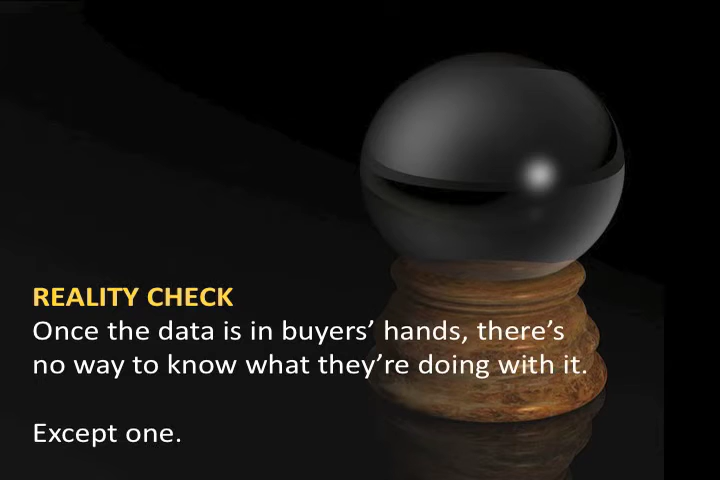 REALITY CHECK
Once the data is in buyers’ hands, there’s
no way to know what they’re doing with it.
Except one.